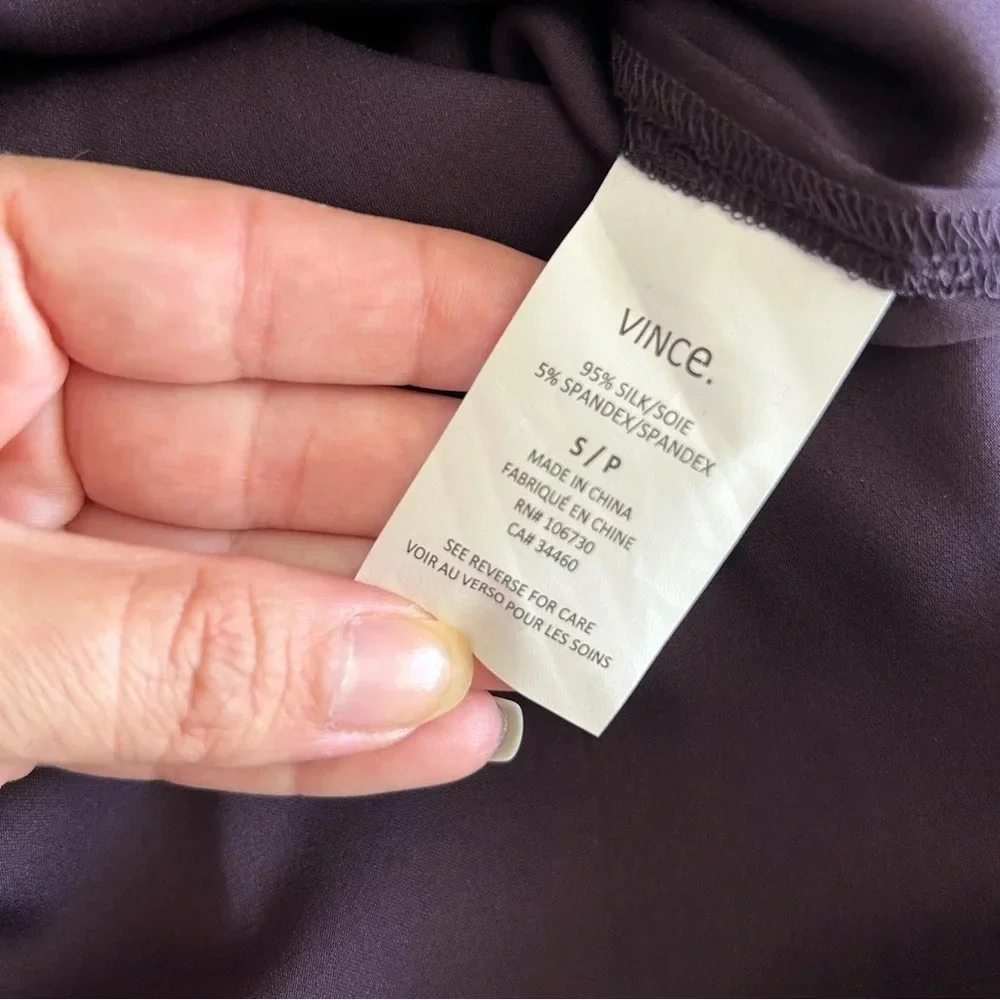 VINCe.
95% SILK/SOIE
5% SPANDEX/SPANDEX
S / P
MADE IN CHINA
FABRIQUÉ EN CHINE
RN# 106730
CA# 34460
SEE REVERSE FOR CARE
VOIR AU VERSO POUR LES SOINS